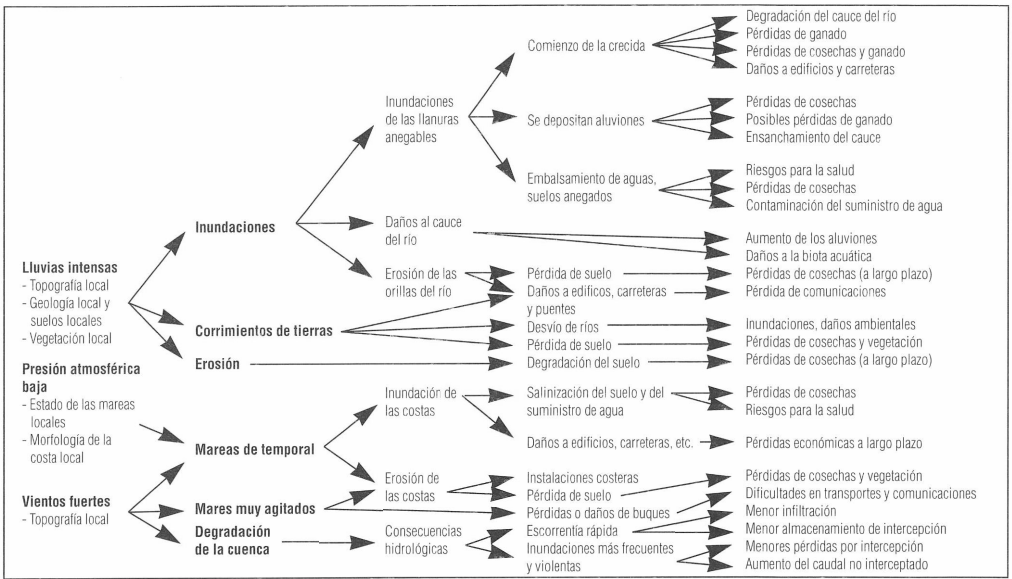 Lluvias intensas
- Topografía local
- Geología local y
suelos locales
- Vegetación local
Presión atmosférica
baja
- Estado de las mareas
locales
- Morfología de la
costa local
Vientos fuertes
- Topografía local
Inundaciones
Corrimientos de tierras
Erosión
Mareas de temporal
Mares muy agitados
Degradación
de la cuenca
Inundaciones
de las llanuras
anegables
Daños al cauce
del río
Erosión de las
orillas del río
Inundación de
las costas
Erosión de
las costas
Consecuencias
hidrológicas
Comienzo de la crecida
Se depositan aluviones
Embalsamiento de aguas,
suelos anegados
Pérdida de suelo
Daños a edificos, carreteras
y puentes
Desvío de ríos
Pérdida de suelo
Degradación del suelo
Salinización del suelo y del
suministro de agua
Daños a edificios, carreteras, etc.
Instalaciones costeras
Pérdida de suelo
Pérdidas o daños de buques
Escorrentía rápida
Inundaciones más frecuentes
y violentas
Degradación del cauce del río
Pérdidas de ganado
Pérdidas de cosechas y ganado
Daños a edificios y carreteras
Pérdidas de cosechas
Posibles pérdidas de ganado
Ensanchamiento del cauce
Riesgos para la salud
Pérdidas de cosechas
Contaminación del suministro de agua
Aumento de los aluviones
Daños a la biota acuática
Pérdidas de cosechas (a largo plazo)
Pérdida de comunicaciones
Inundaciones, daños ambientales
Pérdidas de cosechas y vegetación
Pérdidas de cosechas (a largo plazo)
Pérdidas de cosechas
Riesgos para la salud
Pérdidas económicas a largo plazo
Pérdidas de cosechas y vegetación
Dificultades en transportes y comunicaciones
Menor infiltración
Menor almacenamiento de intercepción
Menores pérdidas por intercepción
Aumento del caudal no interceptado